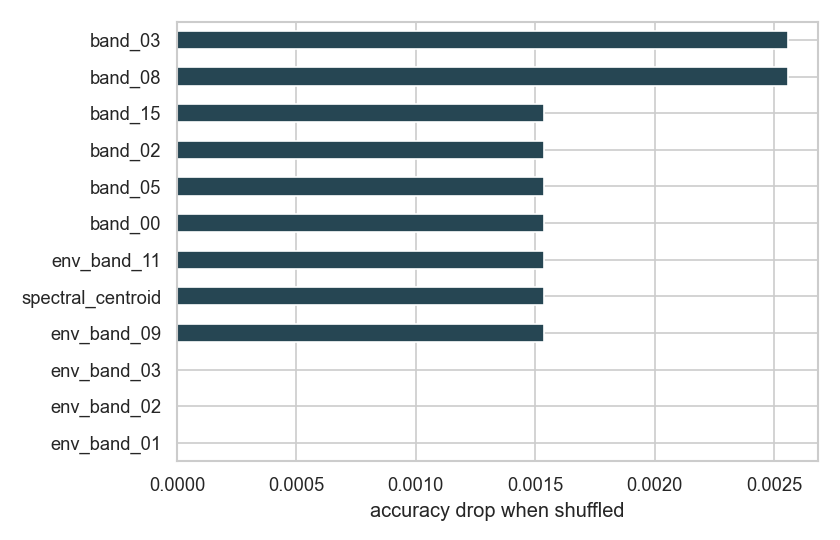 band_03
band_08
band_15
band_02
band_05
band_00
env_band_11
spectral_centroid
env_band_09
env_band_03
env_band_02
env_band_01
0.0000 0.0005 0.0010 0.0015 0.0020 0.0025
accuracy drop when shuffled